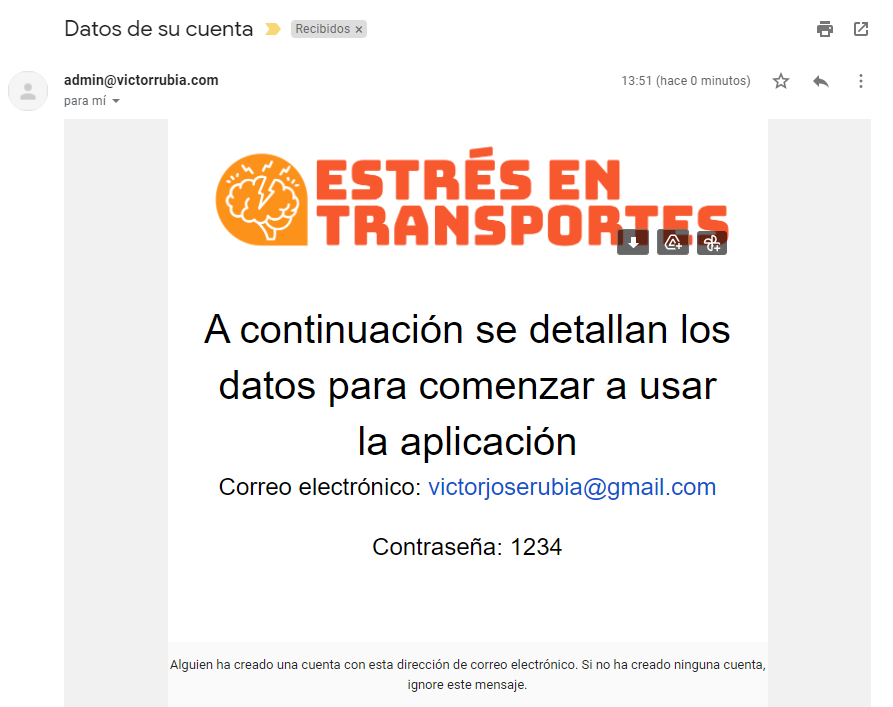 Datos de su cuenta
Recibidos ×
admin@victorrubia.com
13:51 (hace 0 minutos)
para mí
ESTRÉS EN
TRANSPORTES
A continuación se detallan los
datos para comenzar a usar
la aplicación
Correo electrónico: victorjoserubia@gmail.com
Contraseña: 1234
Alguien ha creado una cuenta con esta dirección de correo electrónico. Si no ha creado ninguna cuenta,
ignore este mensaje.